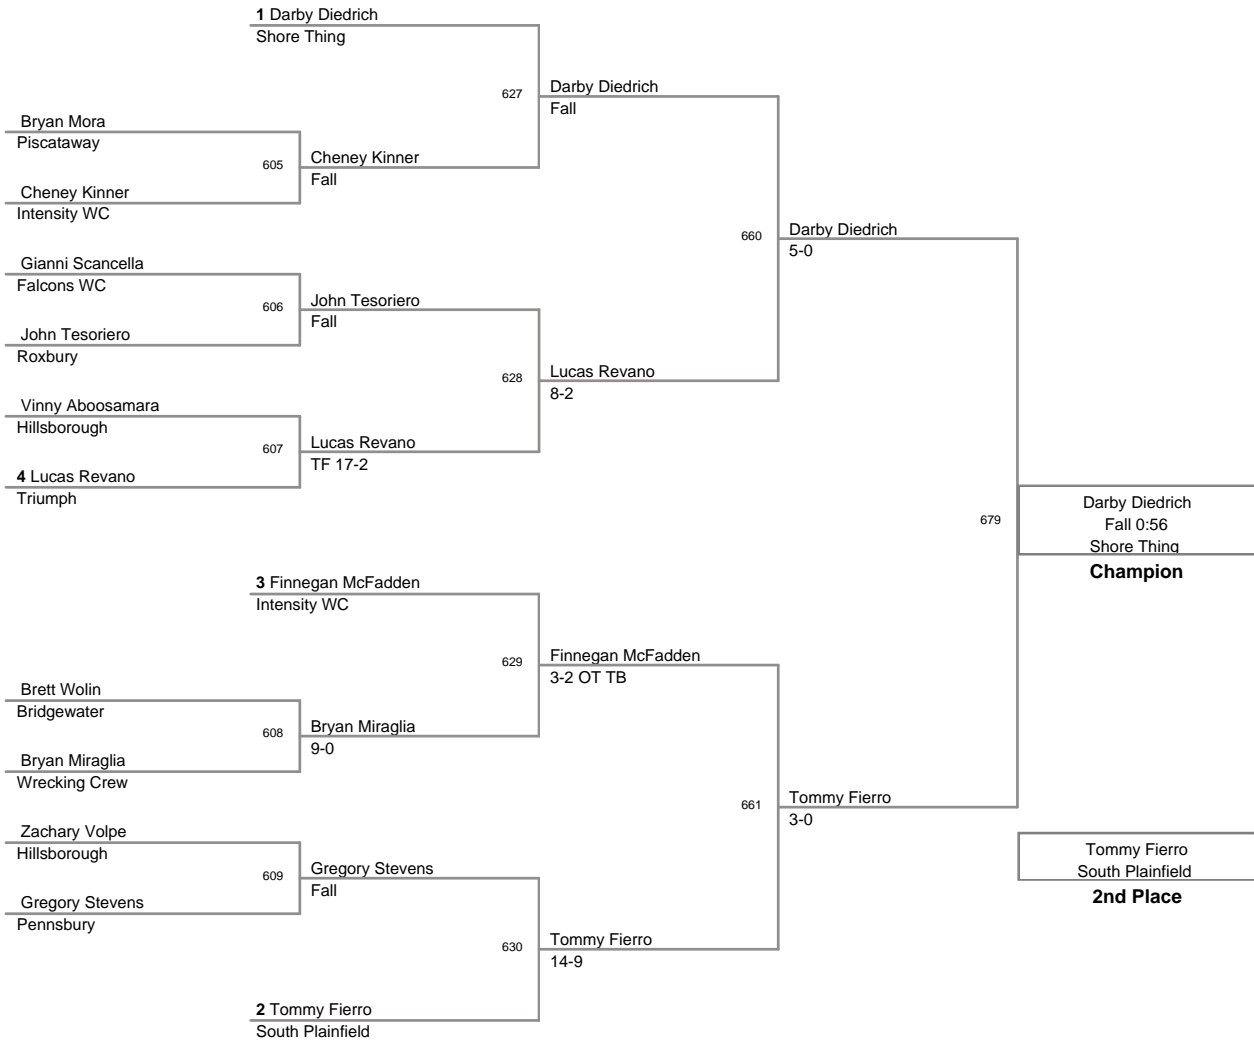 1 Darby Diedrich
Shore Thing
627
Darby Diedrich
Fall
Bryan Mora
Piscataway
605
Cheney Kinner
Fall
Cheney Kinner
Intensity WC
660
Darby Diedrich
5-0
Gianni Scancella
Falcons WC
606
John Tesoriero
Fall
John Tesoriero
Roxbury
628
Lucas Revano
8-2
Vinny Aboosamara
Hillsborough
607
Lucas Revano
TF 17-2
4 Lucas Revano
Triumph
679
Darby Diedrich
Fall 0:56
Shore Thing
Champion
3 Finnegan McFadden
Intensity WC
629
Finnegan McFadden
3-2 OT TB
Brett Wolin
Bridgewater
608
Bryan Miraglia
9-0
Bryan Miraglia
Wrecking Crew
661
Tommy Fierro
3-0
Zachary Volpe
Hillsborough
609
Gregory Stevens
Fall
Gregory Stevens
Pennsbury
630
Tommy Fierro
14-9
2 Tommy Fierro
South Plainfield
Tommy Fierro
South Plainfield
2nd Place